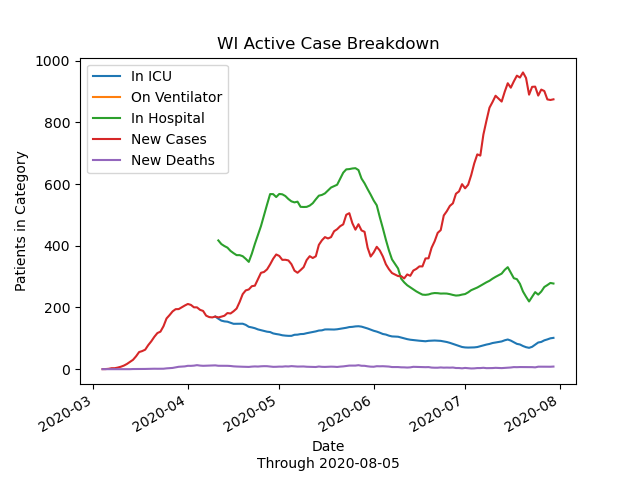 WI Active Case Breakdown
1000
800
600
400
200
0
Patients in Category
In ICU
On Ventilator
In Hospital
New Cases
New Deaths
2020-03
2020-04
2020-05
2020-06
2020-07
2020-08
Date
Through 2020-08-05